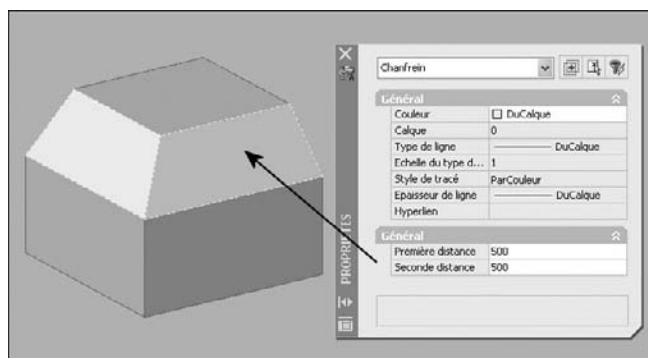 Chanfrein
Général
Couleur DuCalque
Calque 0
Type de ligne DuCalque
Echelle du type d... 1
Style de tracé ParCouleur
Epaisseur de ligne DuCalque
Hyperlien
Général
Première distance 500
Seconde distance 500
PROPRIETES